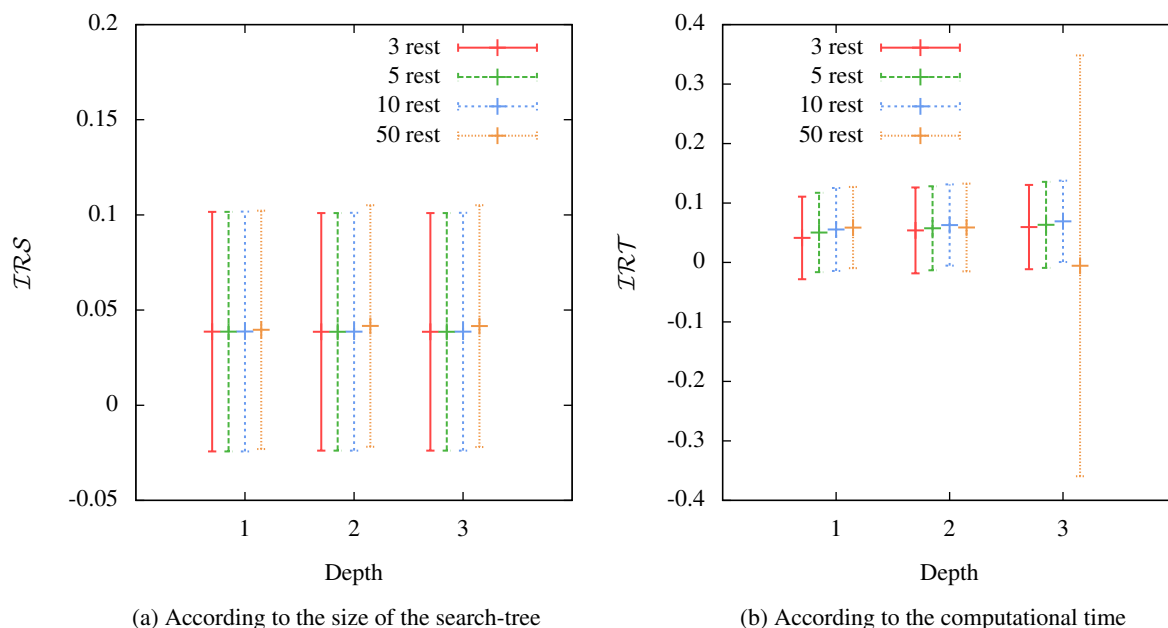 0.2
0.15
0.1
0.05
0
-0.05
IRS
3 rest
5 rest
10 rest
50 rest
1 2 3
Depth
(a) According to the size of the search-tree
0.4
0.3
0.2
0.1
0
-0.1
-0.2
-0.3
-0.4
IRT
3 rest
5 rest
10 rest
50 rest
1 2 3
Depth
(b) According to the computational time